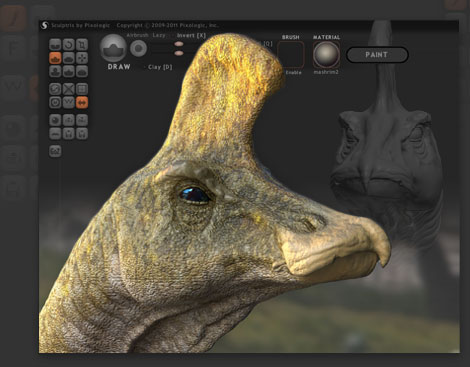 Sculptris by Pixologic Copyright © 2009-2011 Pixologic, Inc.
Airbrush Lazy Invert [X]
DRAW Clay [D]
BRUSH
Enable
MATERIAL
PAINT